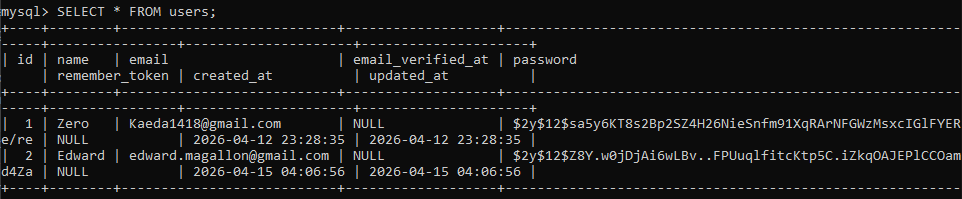 mysql> SELECT * FROM users;
+----+--------+--------------------------+-------------------+--------------------------------------------------------------
-----+----------------+---------------------+---------------------+
| id | name   | email                    | email_verified_at | password
     | remember_token | created_at          | updated_at          |
+----+--------+--------------------------+-------------------+--------------------------------------------------------------
-----+----------------+---------------------+---------------------+
|  1 | Zero   | Kaeda1418@gmail.com      | NULL              | $2y$12$sa5y6KT8s2Bp2SZ4H26NieSnfm91XqRArNFGWzMsxcIGlFYER
e/re | NULL           | 2026-04-12 23:28:35 | 2026-04-12 23:28:35 |
|  2 | Edward | edward.magallon@gmail.com | NULL              | $2y$12$Z8Y.w0jDjAi6wLBv..FPUuqlfitcKtp5C.iZkqOAJEPlCCOam
d4Za | NULL           | 2026-04-15 04:06:56 | 2026-04-15 04:06:56 |
+----+--------+--------------------------+-------------------+--------------------------------------------------------------